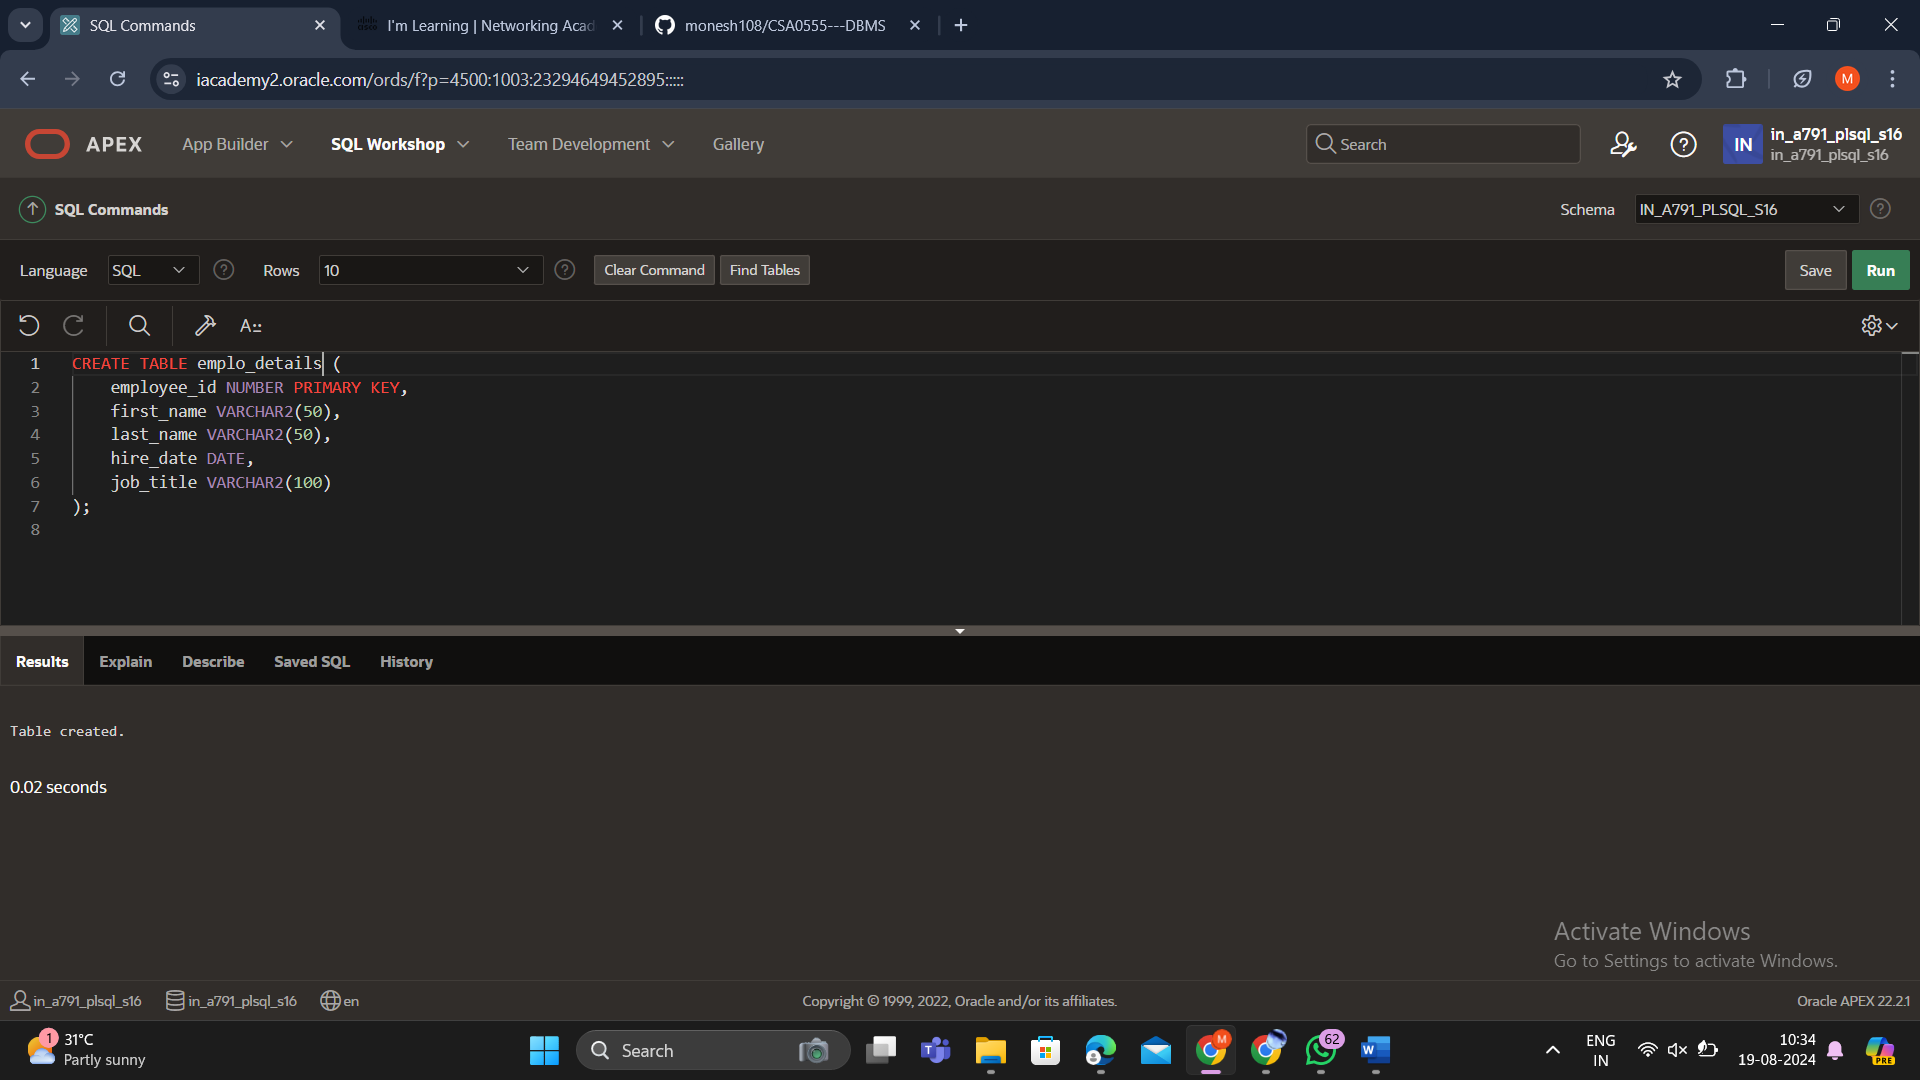 SQL Commands
I'm Learning | Networking Acad
monesh108/CSA0555---DBMS
iacademy2.oracle.com/ords/f?p=4500:1003:23294649452895:::::
M
APEX
App Builder
SQL Workshop
Team Development
Gallery
Search
IN
in_a791_plsql_s16
in_a791_plsql_s16
SQL Commands
Schema
IN_A791_PLSQL_S16
Language
SQL
Rows
10
Clear Command
Find Tables
Save
Run
1 CREATE TABLE emplo_details (
2 employee_id NUMBER PRIMARY KEY,
3 first_name VARCHAR2(50),
4 last_name VARCHAR2(50),
5 hire_date DATE,
6 job_title VARCHAR2(100)
7 );
8
Results
Explain
Describe
Saved SQL
History
Table created.
0.02 seconds
Activate Windows
Go to Settings to activate Windows.
in_a791_plsql_s16
in_a791_plsql_s16
en
Copyright © 1999, 2022, Oracle and/or its affiliates.
Oracle APEX 22.2.1
1
31°C
Partly sunny
Search
M
62
ENG
IN
10:34
19-08-2024
PRE